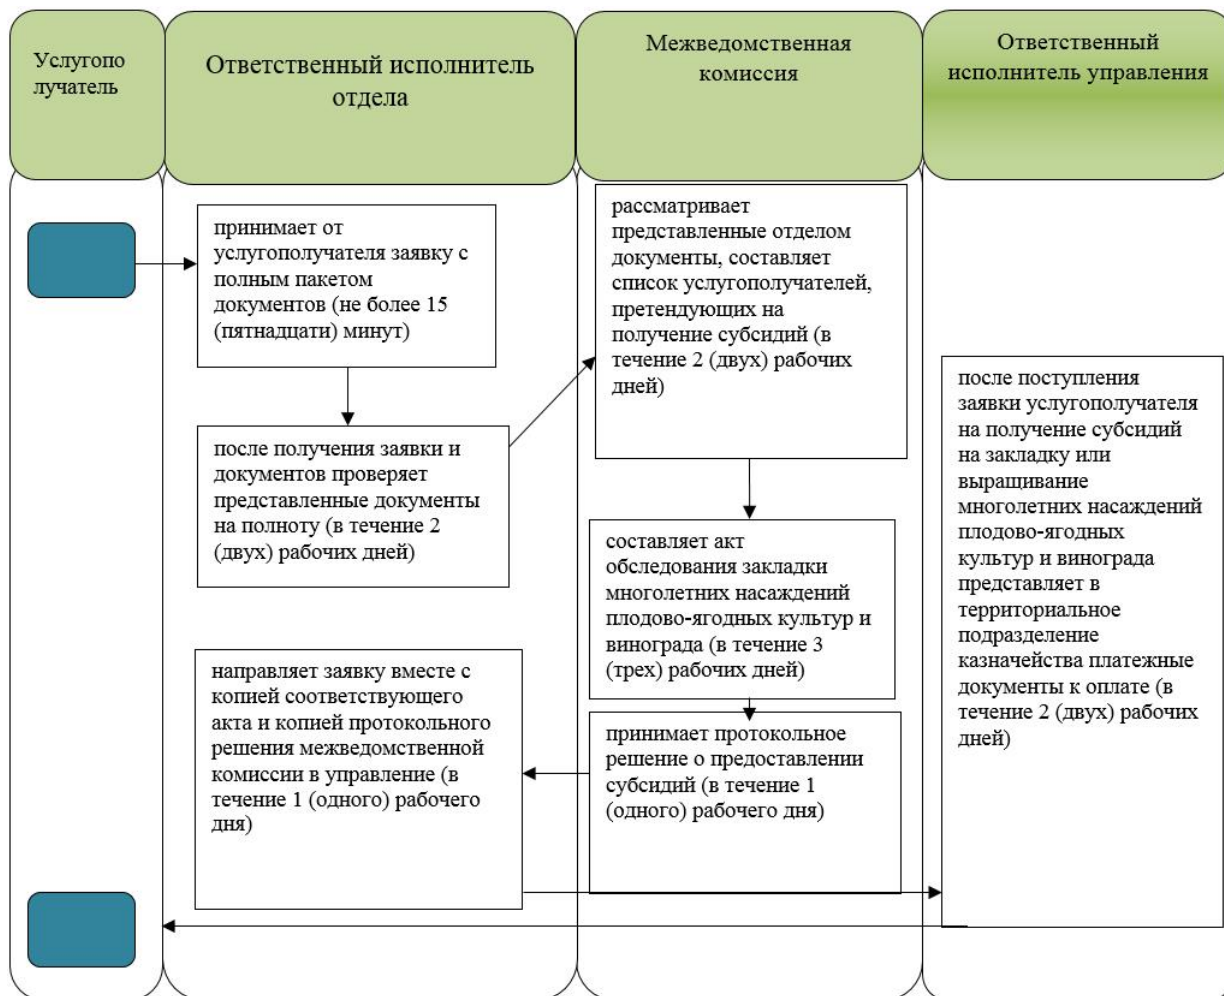 Услугопо
лучатель
Ответственный исполнитель
отдела
Межведомственная
комиссия
Ответственный
исполнитель управления
принимает от
услугополучателя заявку с
полным пакетом
документов (не более 15
(пятнадцати) минут)
после получения заявки и
документов проверяет
представленные документы
на полноту (в течение 2
(двух) рабочих дней)
рассматривает
представленные отделом
документы, составляет
список услугополучателей,
претендующих на
получение субсидий (в
течение 2 (двух) рабочих
дней)
составляет акт
обследования закладки
многолетних насаждений
плодово-ягодных культур и
винограда (в течение 3
(трех) рабочих дней)
принимает протокольное
решение о предоставлении
субсидий (в течение 1
(одного) рабочего дня)
направляет заявку вместе с
копией соответствующего
акта и копией протокольного
решения межведомственной
комиссии в управление (в
течение 1 (одного) рабочего
дня)
после поступления
заявки услугополучателя
на получение субсидий
на закладку или
выращивание
многолетних насаждений
плодово-ягодных
культур и винограда
представляет в
территориальное
подразделение
казначейства платежные
документы к оплате (в
течение 2 (двух) рабочих
дней)